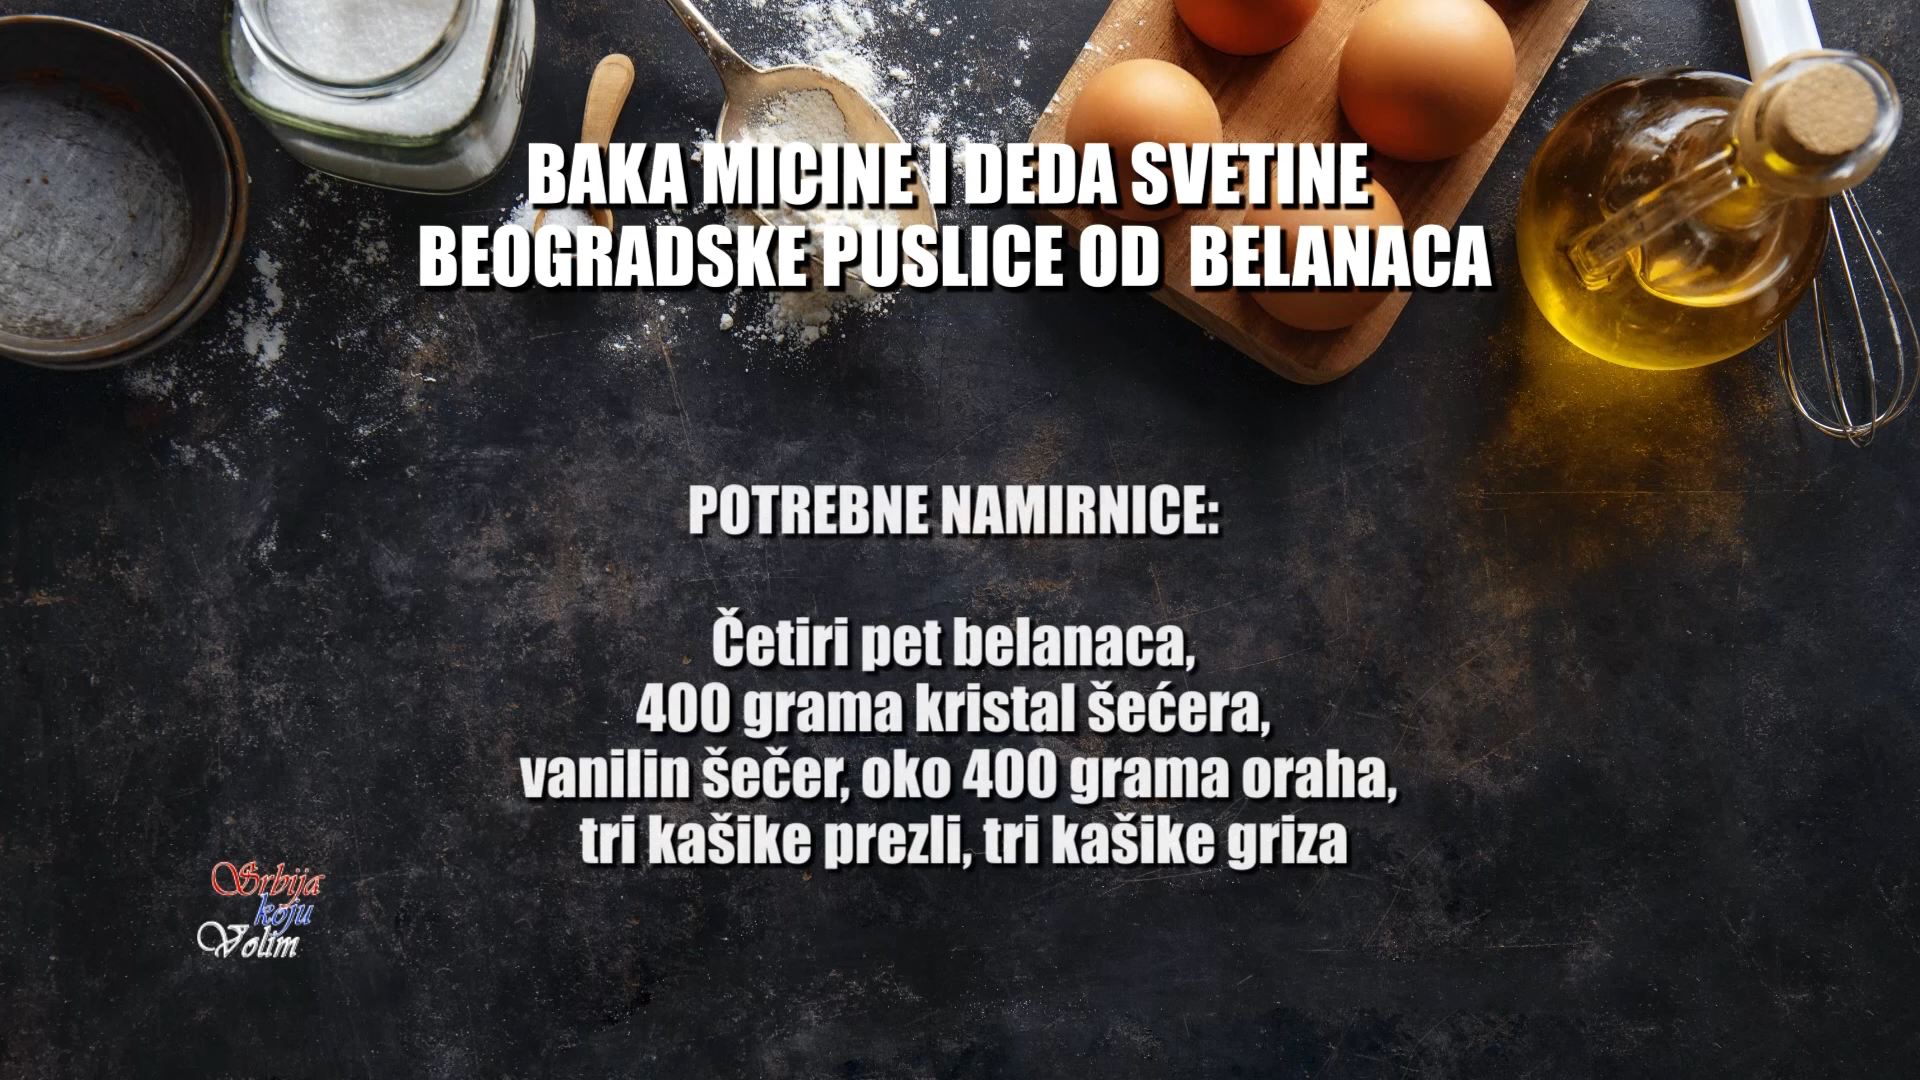 BAKA MICINE I DEDA SVETINE
BEOGRADSKE PUSLICE OD BELANACA
POTREBNE NAMIRNICE:
Četiri pet belanaca,
400 grama kristal šećera,
vanilin šečer, oko 400 grama oraha,
tri kašike prezli, tri kašike griza
Srbija
koju
Volim